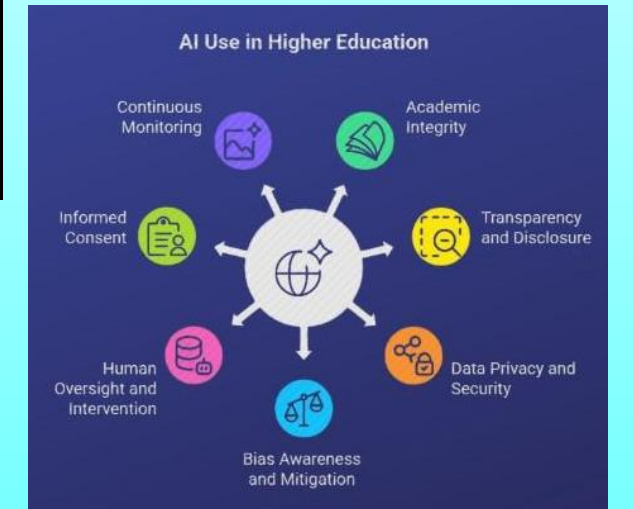 AI Use in Higher Education
Continuous
Monitoring
Academic
Integrity
Informed
Consent
Transparency
and Disclosure
Human
Oversight and
Intervention
Data Privacy and
Security
Bias Awareness
and Mitigation